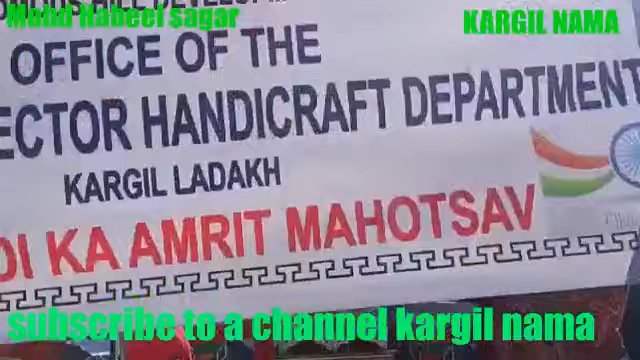 Mohd Habeef sagar
KARGIL NAMA
OFFICE OF THE
ECTOR HANDICRAFT DEPARTMENT
KARGIL LADAKH
DI KA AMRIT MAHOTSAV
subscribe to a channel kargil nama